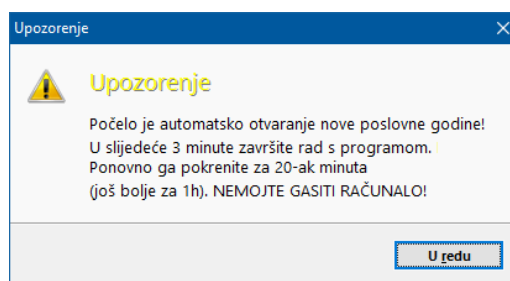 Upozorenje
Upozorenje
Počelo je automatsko otvaranje nove poslovne godine!
U slijedeće 3 minute završite rad s programom.
Ponovno ga pokrenite za 20-ak minuta
(još bolje za 1h). NEMOJTE GASITI RAČUNALO!
U redu